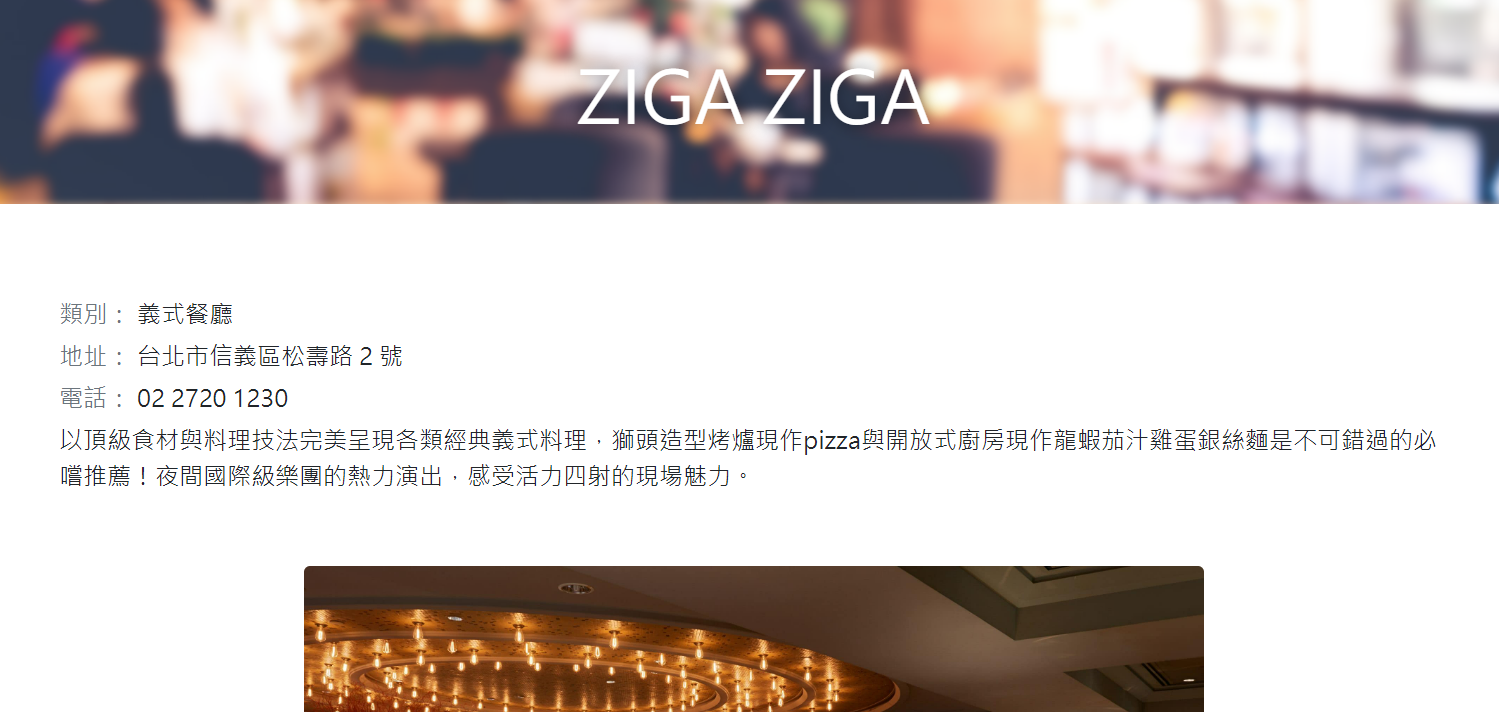 ZIGA ZIGA
類別： 義式餐廳
地址： 台北市信義區松壽路 2 號
電話： 02 2720 1230
以頂級食材與料理技法完美呈現各類經典義式料理，獅頭造型烤爐現作pizza與開放式廚房現作龍蝦茄汁雞蛋銀絲麵是不可錯過的必
嚐推薦！夜間國際級樂團的熱力演出，感受活力四射的現場魅力。